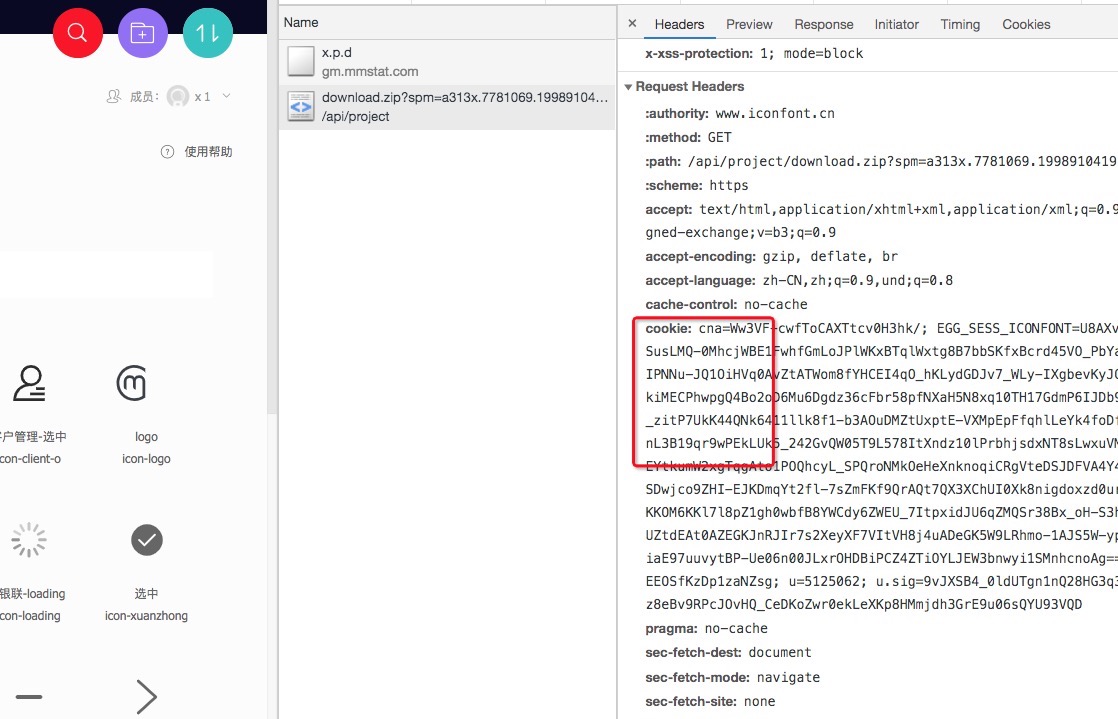 成员: x 1
使用帮助
客户管理-选中
con-client-o
logo
icon-logo
银联-loading
con-loading
选中
icon-xuanzhong
Name
x.p.d
gm.mmstat.com
download.zip?spm=a313x.7781069.19989104…
/api/project
× Headers Preview Response Initiator Timing Cookies
x-xss-protection: 1; mode=block
Request Headers
:authority: www.iconfont.cn
:method: GET
:path: /api/project/download.zip?spm=a313x.7781069.1998910419
:scheme: https
accept: text/html,application/xhtml+xml,application/xml;q=0.9
gned-exchange;v=b3;q=0.9
accept-encoding: gzip, deflate, br
accept-language: zh-CN,zh;q=0.9,und;q=0.8
cache-control: no-cache
cookie: cna=Ww3VF+cwfToCAXTtcv0H3hk/; EGG_SESS_ICONFONT=U8AXv
SusLMQ-0MhcjWBE1FwhfGmLoJPlWKxBTqlWxtg8B7bbSKfxBcrd45VO_PbYa
IPNNu-JQ1OiHVq0AvZtATWom8fYHCEI4qO_hKLydGDJv7_WLy-IXgbevKyJ
kiMECPhwpgQ4Bo2oD6Mu6Dgdz36cFbr58pfNXaH5N8xq10TH17GdmP6IJDb9
_zitP7UkK44QNk6411llk8f1-b3AOuDMZtUxptE-VXMpEpFfqhlLeYk4foD
nL3B19qr9wPEkLUk5_242GvQW05T9L578ItXndz10lPrbhjsdxNT8sLwxuV
EYtkumW2xgTqgAto1POQhcyL_SPQroNMkOeHeXnknoqiCRgVteDSJDFVA4Y4
SDwjco9ZHI-EJKDmqYt2fl-7sZmFKf9QrAQt7QX3XChUI0Xk8nigdoxzd0u
KKOM6KKl7l8pZ1gh0wbfB8YWCdy6ZWEU_7ItpxidJU6qZMQSr38Bx_oH-S3
UZtdEAt0AZEGKJnRJIr7s2XeyXF7VItVH8j4uADeGK5W9LRhmo-1AJS5W-yp
iaE97uuvytBP-Ue06n00JLxrOHDBiPCZ4ZTiOYLJEW3bnwyi1SMnhcnoAg==
EEOSfKzDp1zaNZsg; u=5125062; u.sig=9vJXSB4_0ldUTgn1nQ28HG3q3
z8eBv9RPcJOvHQ_CeDKoZwr0ekLeXKp8HMmjdh3GrE9u06sQYU93VQD
pragma: no-cache
sec-fetch-dest: document
sec-fetch-mode: navigate
sec-fetch-site: none